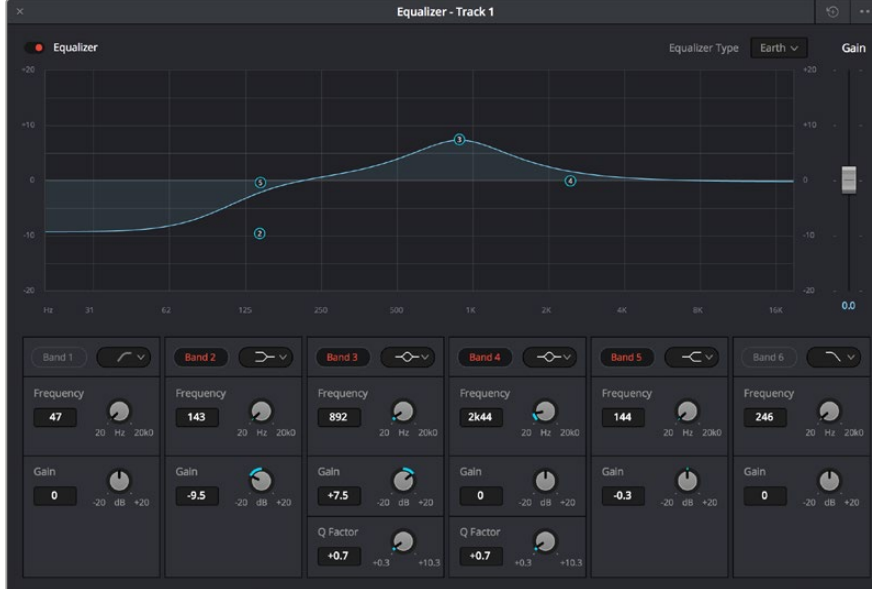 Equalizer - Track 1
Equalizer
Equalizer Type Earth Gain
+20 +20
+10 +10
0 0
-10 -10
-20 -20
Hz 31 62 125 250 500 1K 2K 4K 8K 16K
0.0
Band 1 Band 2 Band 3 Band 4 Band 5 Band 6
Frequency Frequency Frequency Frequency Frequency Frequency
47 143 892 2k44 144 246
20 Hz 20k0 20 Hz 20k0 20 Hz 20k0 20 Hz 20k0 20 Hz 20k0 20 Hz 20k0
Gain Gain Gain Gain Gain Gain
0 -9.5 +7.5 0 -0.3 0
-20 dB +20 -20 dB +20 -20 dB +20 -20 dB +20 -20 dB +20 -20 dB +20
Q Factor Q Factor
+0.7 +0.7
+0.3 +10.3 +0.3 +10.3
3
5
4
2